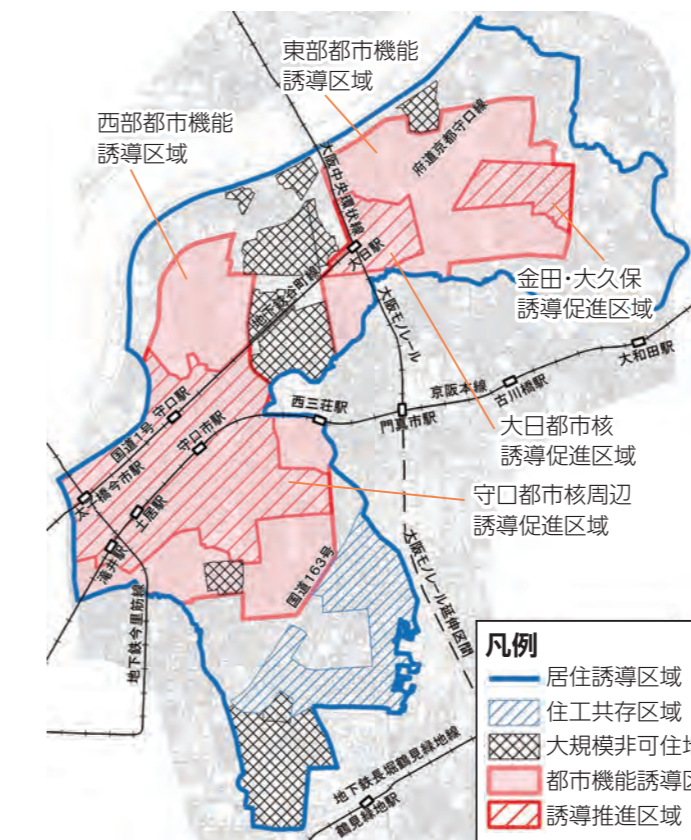 東部都市機能
誘導区域
西部都市機能
誘導区域
府道京都守口線
大阪中央環状線
大日駅
地下鉄谷町線
金田・大久保
誘導促進区域
大阪モノレール
大和田駅
京阪本線
古川橋駅
西三荘駅
門真市駅
国道1号
守口駅
守口市駅
大日都市核
誘導促進区域
守口都市核周辺
誘導促進区域
土居駅
滝井駅
国道163号
大阪モノレール延伸区間
地下鉄今里筋線
地下鉄長堀鶴見緑地線
鶴見緑地駅
凡例
居住誘導区域
住工共存区域
大規模非可住地
都市機能誘導区
誘導推進区域